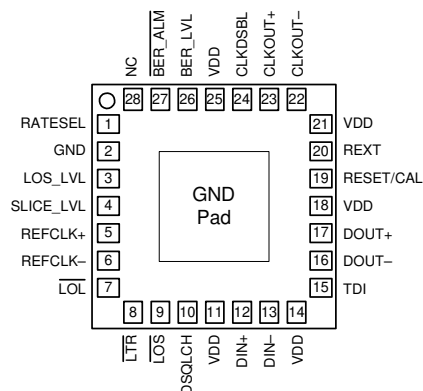 NC
BER_ALM
BER_LVL
VDD
CLKDSBL
CLKOUT+
CLKOUT–
28 27 26 25 24 23 22
RATESEL 1
GND 2
LOS_LVL 3
SLICE_LVL 4
REFCLK+ 5
REFCLK– 6
LOL 7
GND
Pad
21 VDD
20 REXT
19 RESET/CAL
18 VDD
17 DOUT+
16 DOUT–
15 TDI
8 9 10 11 12 13 14
LTR
LOS
DSQLCH
VDD
DIN+
DIN–
VDD